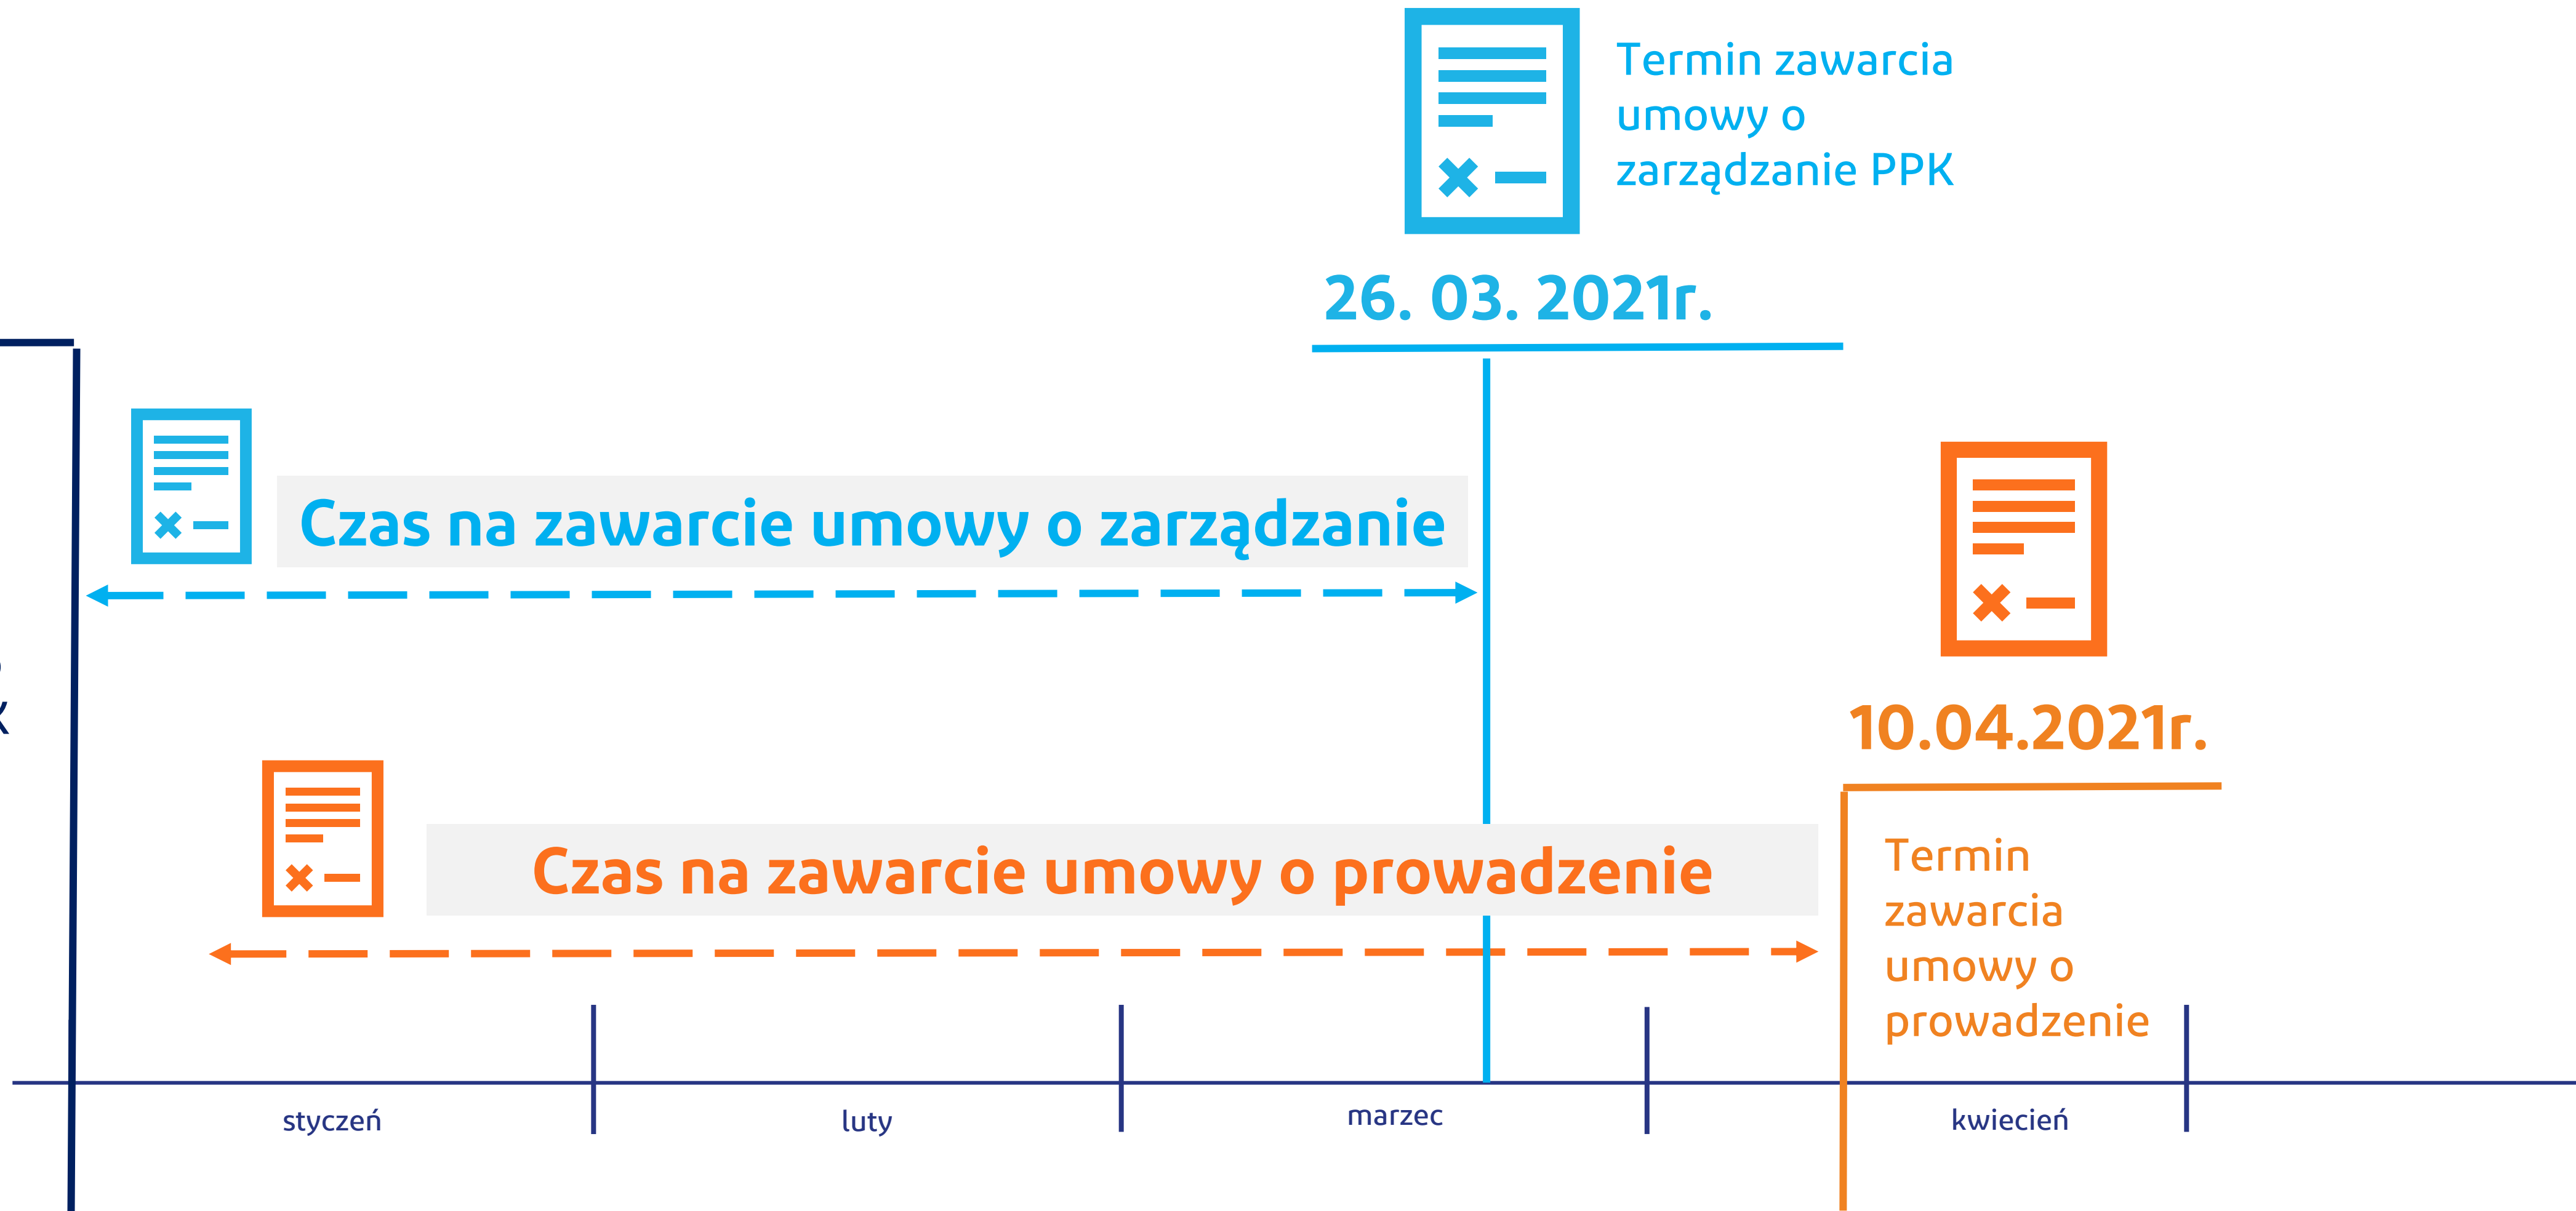 Termin zawarcia
umowy o
zarządzanie PPK
26. 03. 2021r.
Czas na zawarcie umowy o zarządzanie
10.04.2021r.
Czas na zawarcie umowy o prowadzenie
Termin
zawarcia
umowy o
prowadzenie
styczeń
luty
marzec
kwiecień